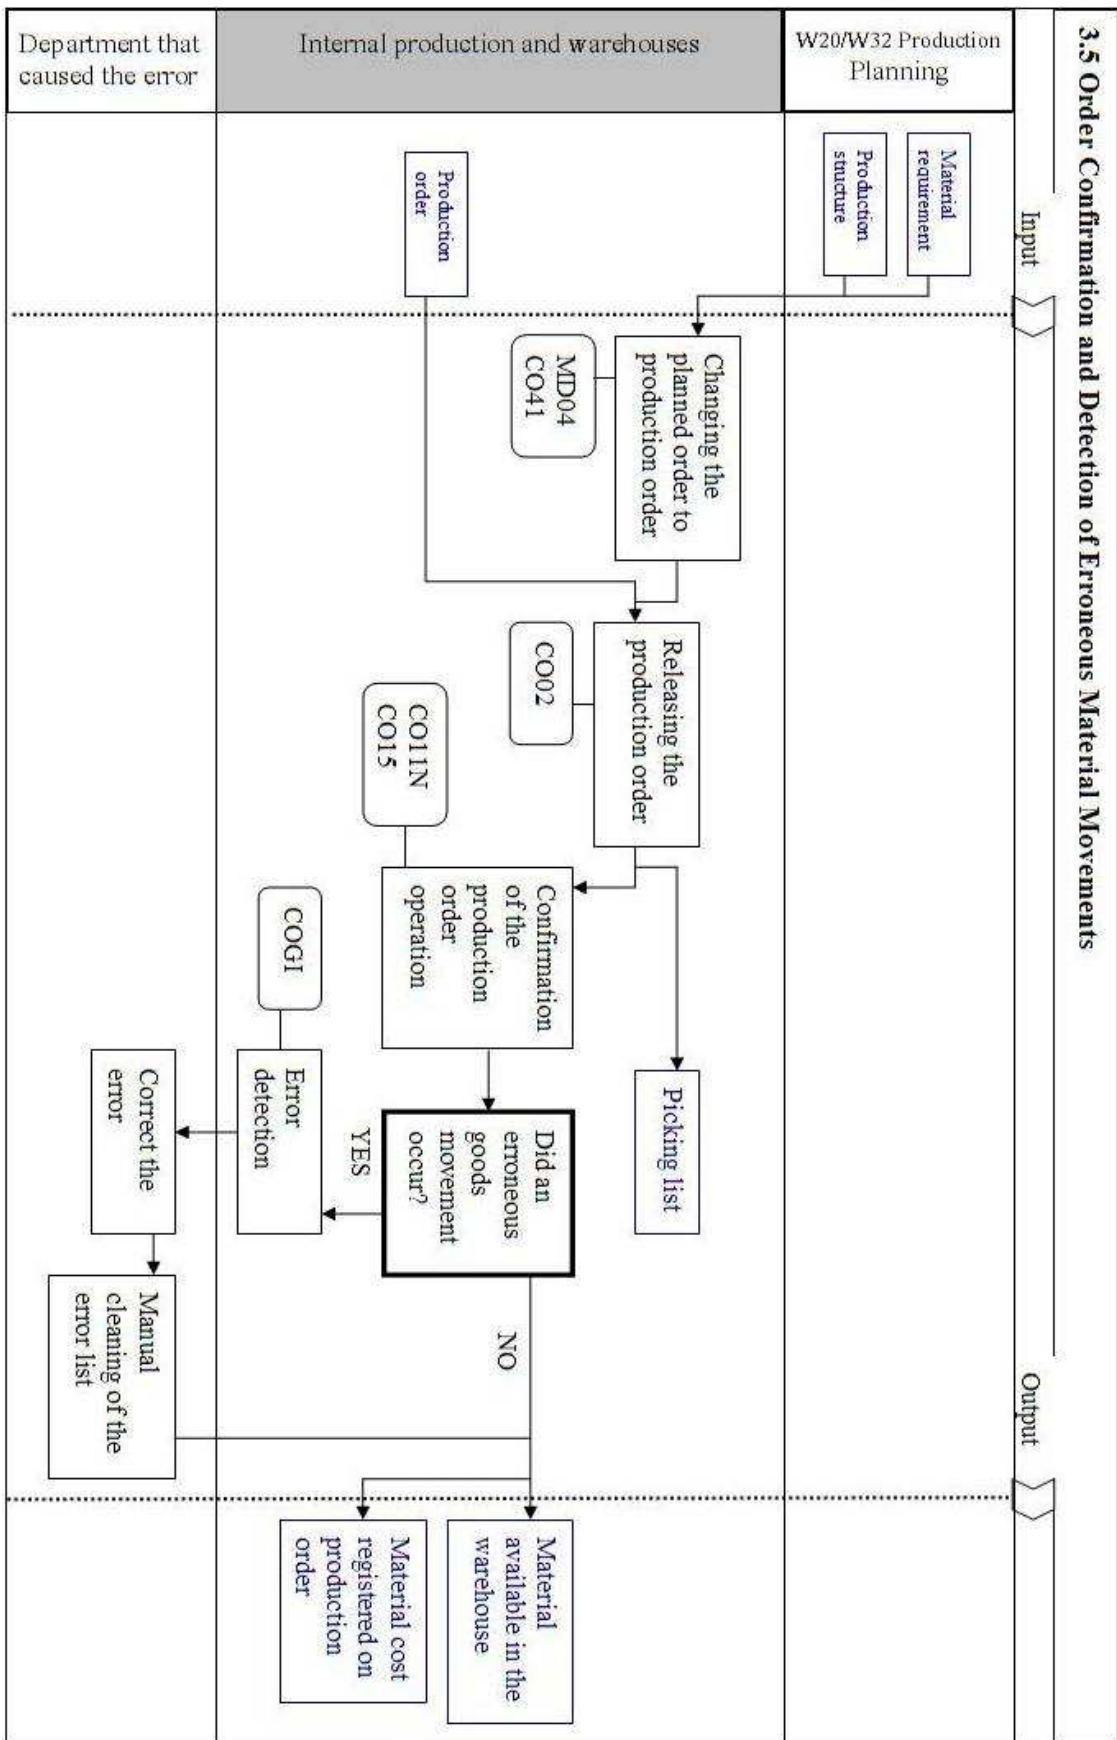 3.5 Order Confirmation and Detection of Erroneous Material Movements
Input
Output
W20/W32 Production
Planning
Material
requirement
Production
structure
Internal production and warehouses
Production
order
Changing the
planned order to
production order
MD04
CO41
Releasing the
production order
CO02
Picking list
Confirmation
of the
production
order
operation
CO11N
CO15
Did an
erroneous
goods
movement
occur?
YES
NO
Error
detection
COGI
Material
available in the
warehouse
Material cost
registered on
production
order
Department that
caused the error
Correct the
error
Manual
cleaning of the
error list